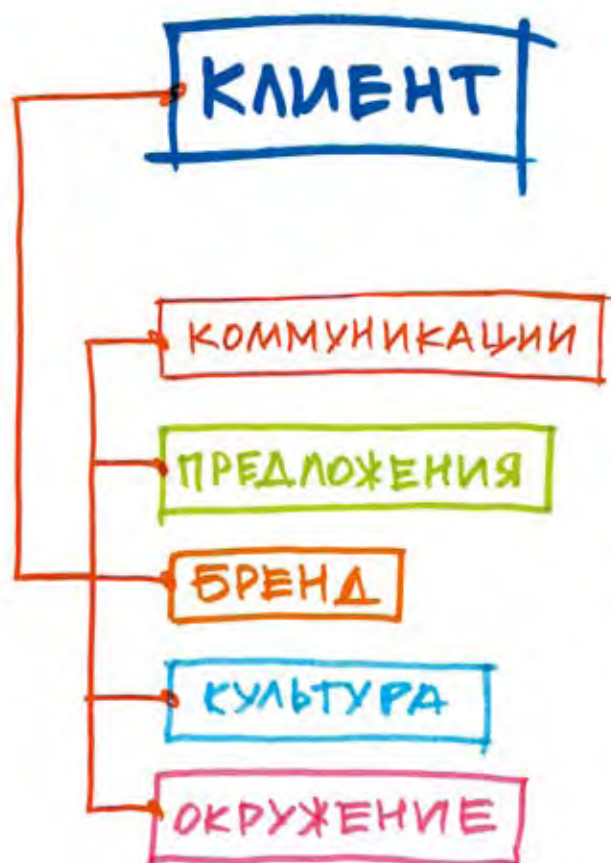 КЛИЕНТ
КОММУНИКАЦИИ
ПРЕДЛОЖЕНИЯ
БРЕНД
КУЛЬТУРА
ОКРУЖЕНИЕ